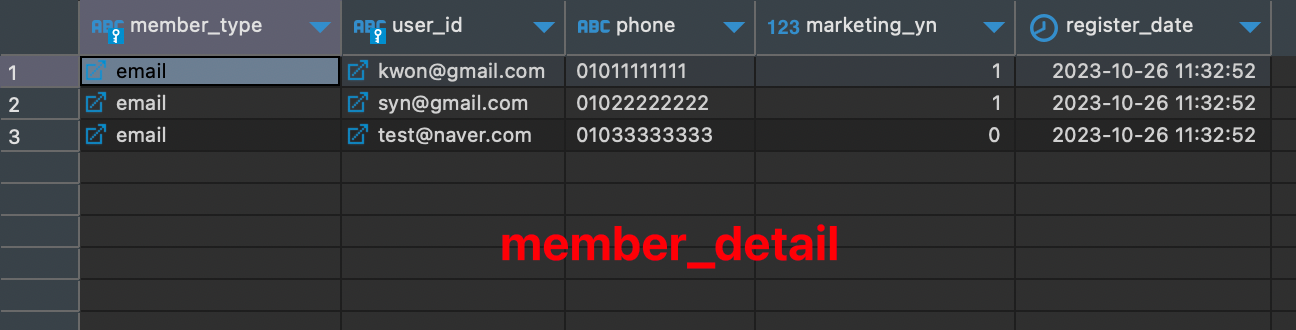 ABC member_type ABC user_id ABC phone 123 marketing_yn register_date
1 email kwon@gmail.com 01011111111 1 2023-10-26 11:32:52
2 email syn@gmail.com 01022222222 1 2023-10-26 11:32:52
3 email test@naver.com 01033333333 0 2023-10-26 11:32:52
member_detail